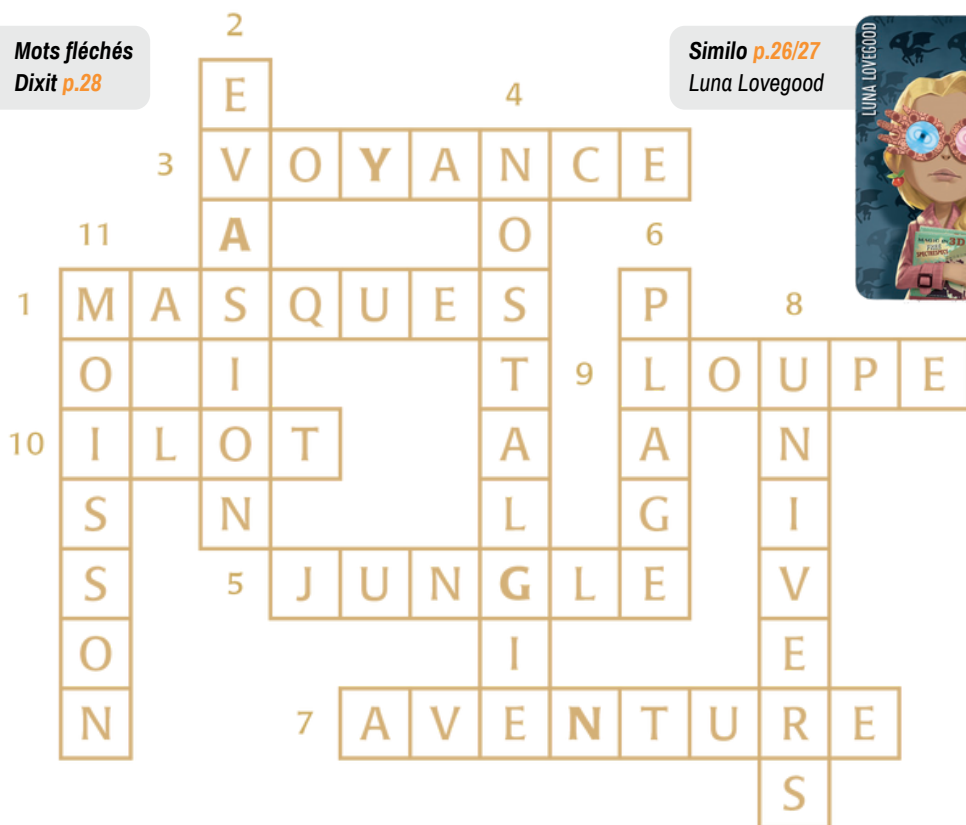 2
Mots fléchés
Dixit p.28
Similo p.26/27
Luna Lovegood
LUNA LOVEGOOD
E 4
3 V O Y A N C E
11 A O 6
1 M A S Q U E S P 8
O I T 9 L O U P E
10 I L O T A A N
S N L G I
S 5 J U N G L E V
O I E
N 7 A V E N T U R E
S
3D